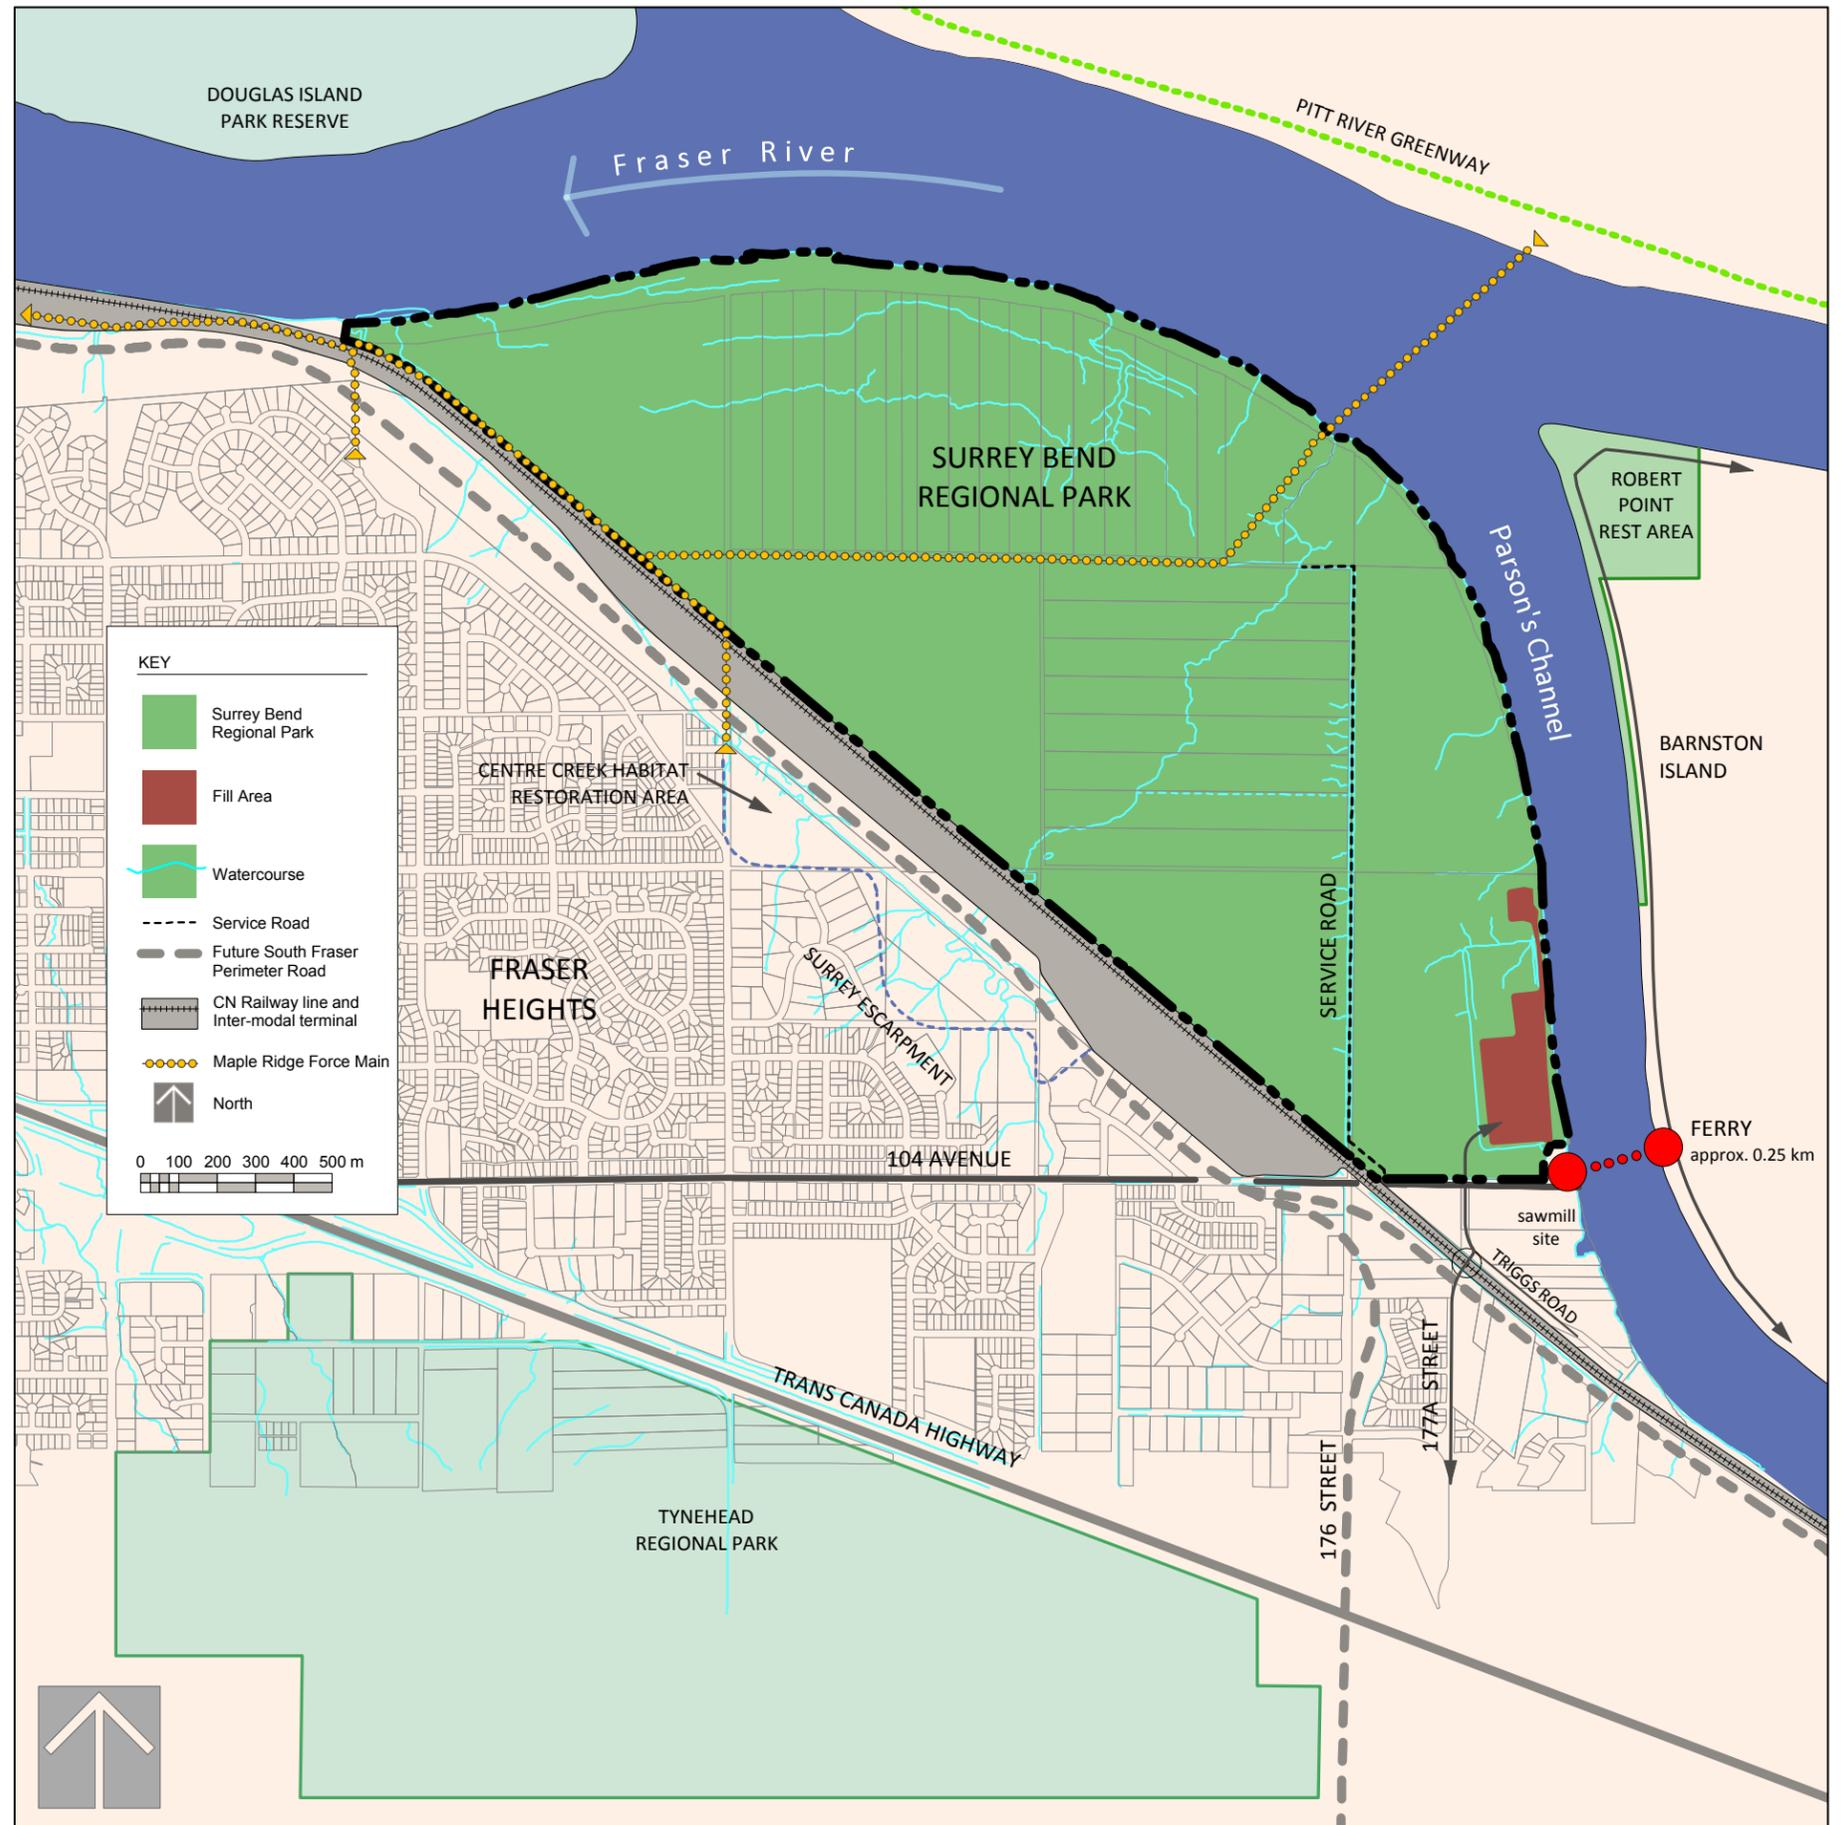 DOUGLAS ISLAND
PARK RESERVE
Fraser River
PITT RIVER GREENWAY
SURREY BEND
REGIONAL PARK
ROBERT
POINT
REST AREA
Parson's Channel
BARNSTON
ISLAND
KEY
Surrey Bend
Regional Park
Fill Area
Watercourse
Service Road
Future South Fraser
Perimeter Road
CN Railway line and
Inter-modal terminal
Maple Ridge Force Main
North
0 100 200 300 400 500 m
CENTRE CREEK HABITAT
RESTORATION AREA
FRASER
HEIGHTS
SURREY ESCARPMENT
SERVICE ROAD
104 AVENUE
FERRY
approx. 0.25 km
sawmill
site
TRIGGS ROAD
177A STREET
176 STREET
TRANS CANADA HIGHWAY
TYNEHEAD
REGIONAL PARK